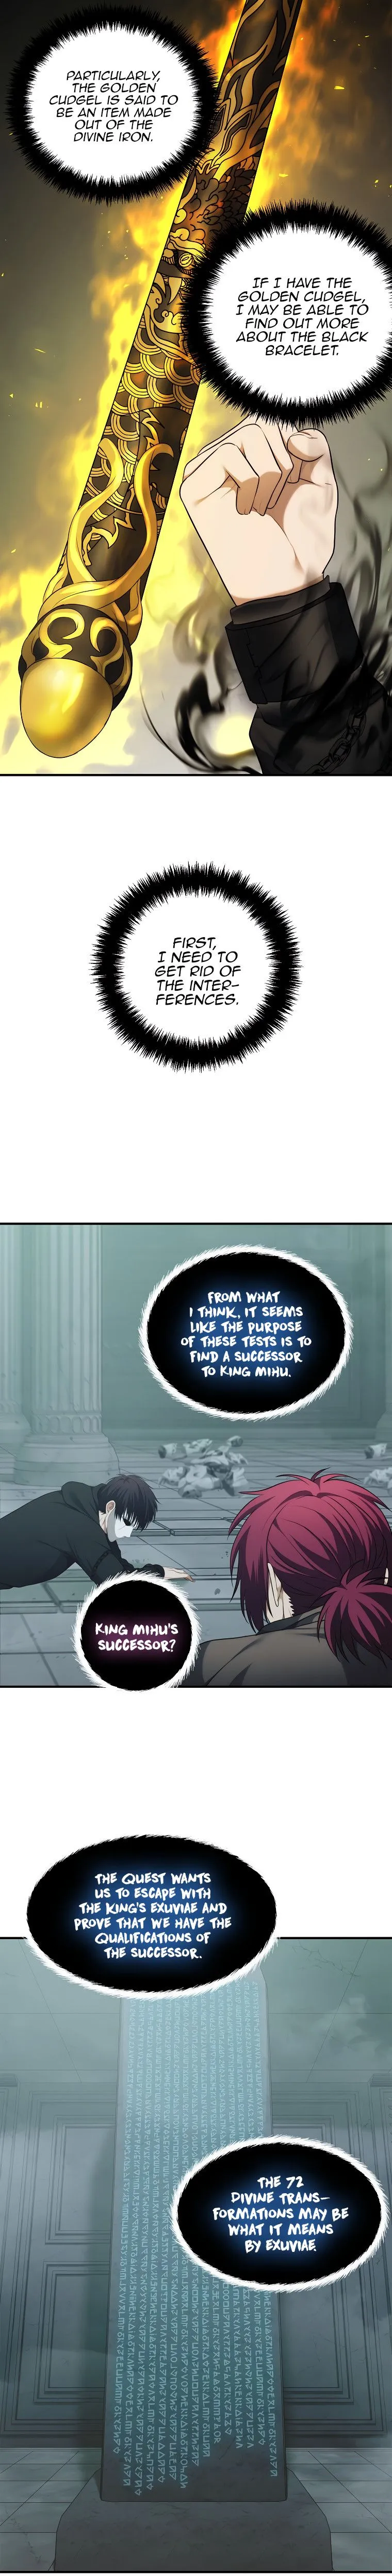 PARTICULARLY,
THE GOLDEN
CUDGEL IS SAID TO
BE AN ITEM MADE
OUT OF THE
DIVINE IRON.
IF I HAVE THE
GOLDEN CUDGEL,
I MAY BE ABLE TO
FIND OUT MORE
ABOUT THE BLACK
BRACELET.
FIRST,
I NEED TO
GET RID OF
THE INTER-
FERENCES.
FROM WHAT
I THINK, IT SEEMS
LIKE THE PURPOSE
OF THESE TESTS IS TO
FIND A SUCCESSOR
TO KING MIHU.
KING MIHU'S
SUCCESSOR?
THE QUEST WANTS
US TO ESCAPE WITH
THE KING'S EXUVIAE AND
PROVE THAT WE HAVE THE
QUALIFICATIONS OF
THE SUCCESSOR.
THE 72
DIVINE TRANS-
FORMATIONS MAY BE
WHAT IT MEANS
BY EXUVIAE.